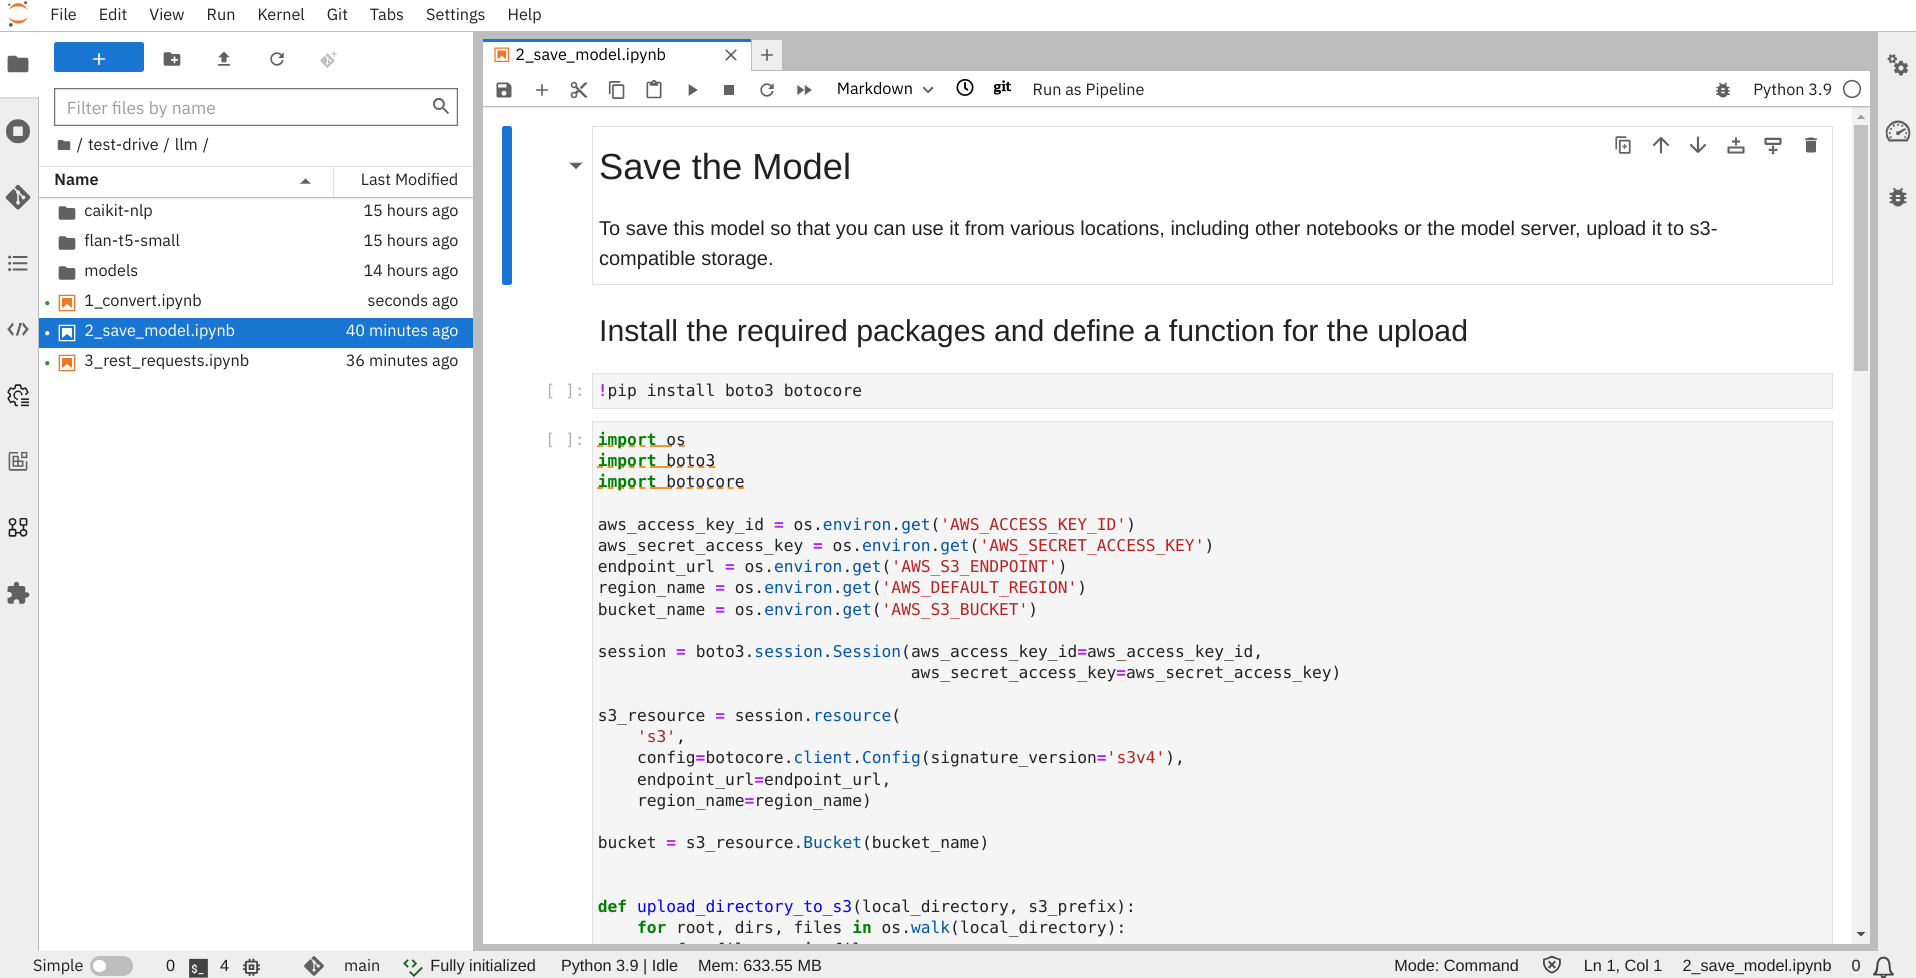 File Edit View Run Kernel Git Tabs Settings Help
Filter files by name
/ test-drive / llm /
Name Last Modified
caikit-nlp 15 hours ago
flan-t5-small 15 hours ago
models 14 hours ago
1_convert.ipynb seconds ago
2_save_model.ipynb 40 minutes ago
3_rest_requests.ipynb 36 minutes ago
2_save_model.ipynb
Markdown git Run as Pipeline Python 3.9
Save the Model
To save this model so that you can use it from various locations, including other notebooks or the model server, upload it to s3-
compatible storage.
Install the required packages and define a function for the upload
[ ]: !pip install boto3 botocore
[ ]: import os
import boto3
import botocore
aws_access_key_id = os.environ.get('AWS_ACCESS_KEY_ID')
aws_secret_access_key = os.environ.get('AWS_SECRET_ACCESS_KEY')
endpoint_url = os.environ.get('AWS_S3_ENDPOINT')
region_name = os.environ.get('AWS_DEFAULT_REGION')
bucket_name = os.environ.get('AWS_S3_BUCKET')
session = boto3.session.Session(aws_access_key_id=aws_access_key_id,
aws_secret_access_key=aws_secret_access_key)
s3_resource = session.resource(
's3',
config=botocore.client.Config(signature_version='s3v4'),
endpoint_url=endpoint_url,
region_name=region_name)
bucket = s3_resource.Bucket(bucket_name)
def upload_directory_to_s3(local_directory, s3_prefix):
for root, dirs, files in os.walk(local_directory):
Simple 0 $_ 4 main Fully initialized Python 3.9 | Idle Mem: 633.55 MB Mode: Command Ln 1, Col 1 2_save_model.ipynb 0